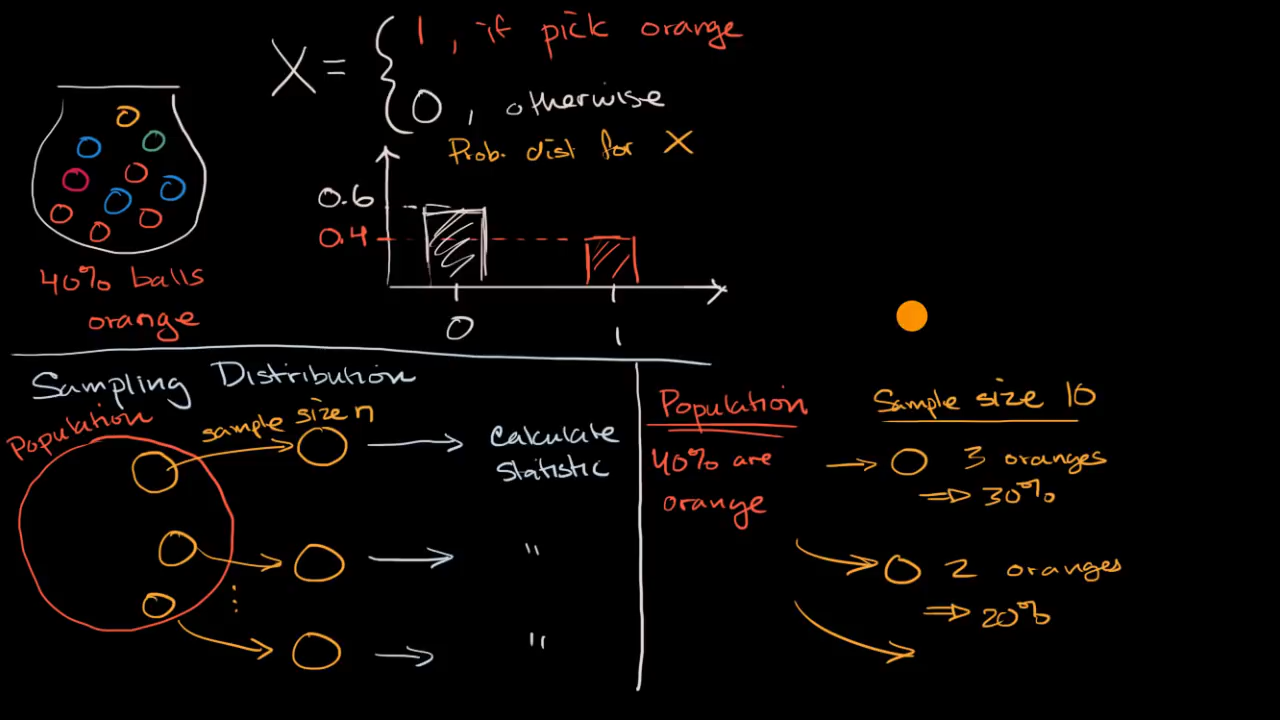 X = { 1, if pick orange
0, otherwise
Prob. dist for X
0.6
0.4
0 1
40% balls
orange
Sampling Distribution
Population
sample size n
Calculate
Statistic
"
"
Population
40% are
orange
Sample size 10
→ 3 oranges
⇒ 30%
2 oranges
⇒ 20%